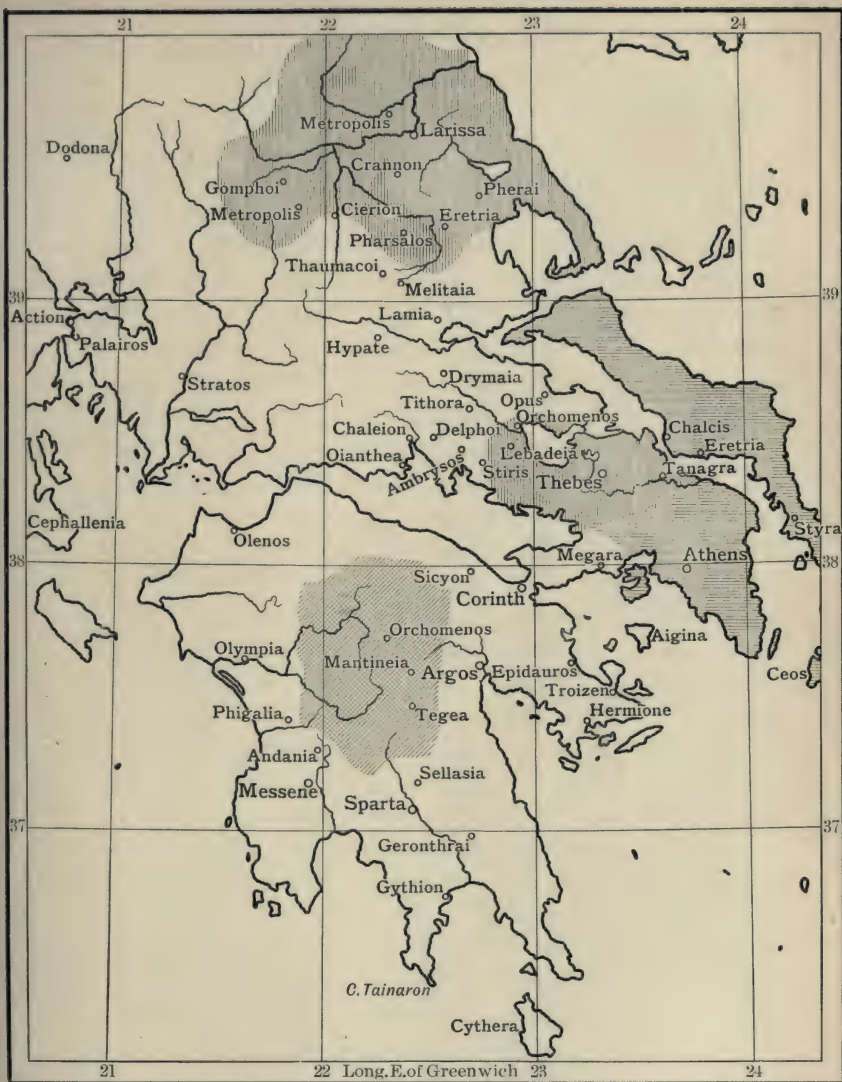 21 22 23 24
Metropolis
Larissa
Dodona
Crannon
Gomphoi
Pherai
Metropolis
Cierion
Eretria
Pharsalos
Thaumacoi
Melitaia
39 39
Action
Lamia
Palairos
Hypate
Stratos
Drymaia
Opus
Tithora
Orchomenos
Chaleion
Delphoi
Chalcis
Lebadeia
Eretria
Oianthea
Ambrysos
Stiris
Thebes
Tanagra
Cephallenia
Olenos
Styra
38 38
Megara
Athens
Sicyon
Corinth
Orchomenos
Aigina
Olympia
Mantineia
Argos
Epidauros
Ceos
Troizen
Phigalia
Tegea
Hermione
Andania
Messene
Sellasia
Sparta
37 37
Geronthrai
Gythion
C. Tainaron
Cythera
21 22 Long. E. of Greenwich 23 24